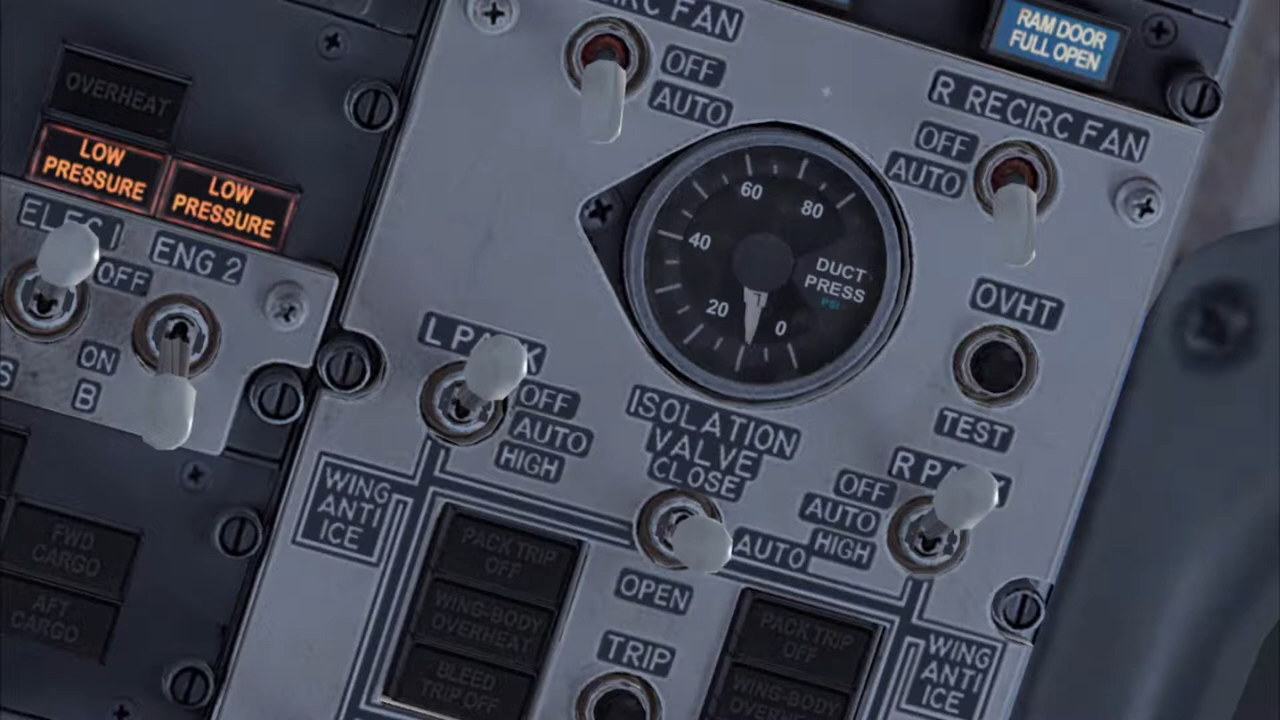 RC FAN
OFF
AUTO
RAM DOOR
FULL OPEN
R RECIRC FAN
OFF
AUTO
OVERHEAT
LOW
PRESSURE
LOW
PRESSURE
ELEC 1
OFF
ENG 2
ON
B
S
60
80
40
20
0
DUCT
PRESS
PSI
OVHT
TEST
L PACK
OFF
AUTO
HIGH
ISOLATION
VALVE
CLOSE
AUTO
OPEN
R PACK
OFF
AUTO
HIGH
WING
ANTI
ICE
PACK TRIP
OFF
WING-BODY
OVERHEAT
BLEED
TRIP OFF
TRIP
PACK TRIP
OFF
WING-BODY
OVERHEAT
WING
ANTI
ICE
FWD
CARGO
AFT
CARGO